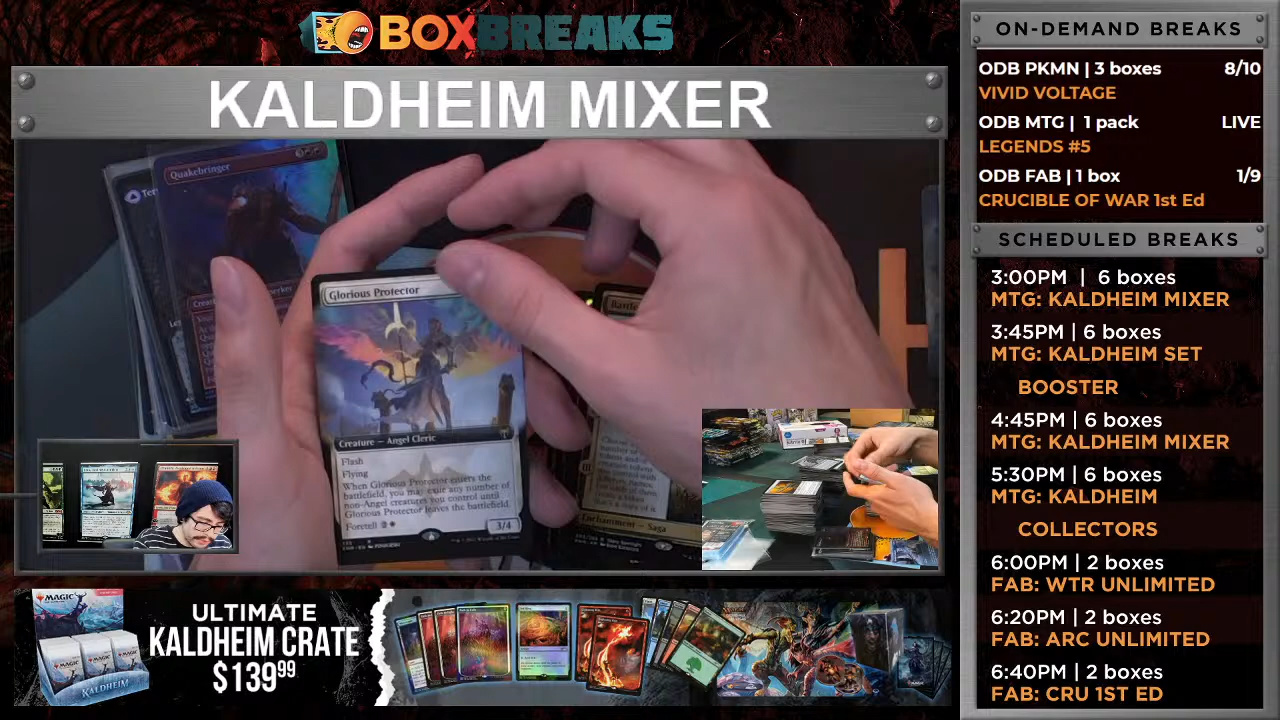 BOXBREAKS
KALDHEIM MIXER
Quakebringer
Glorious Protector
Creature — Angel Cleric
Flash
Flying
When Glorious Protector enters the
battlefield, you may exile any number of
non-Angel creatures you control until
Glorious Protector leaves the battlefield.
Foretell
3/4
Enchantment — Saga
ULTIMATE
KALDHEIM CRATE
$139.99
MAGIC
KALDHEIM
ON-DEMAND BREAKS
ODB PKMN | 3 boxes 8/10
VIVID VOLTAGE
ODB MTG | 1 pack LIVE
LEGENDS #5
ODB FAB | 1 box 1/9
CRUCIBLE OF WAR 1st Ed
SCHEDULED BREAKS
3:00PM | 6 boxes
MTG: KALDHEIM MIXER
3:45PM | 6 boxes
MTG: KALDHEIM SET
BOOSTER
4:45PM | 6 boxes
MTG: KALDHEIM MIXER
5:30PM | 6 boxes
MTG: KALDHEIM
COLLECTORS
6:00PM | 2 boxes
FAB: WTR UNLIMITED
6:20PM | 2 boxes
FAB: ARC UNLIMITED
6:40PM | 2 boxes
FAB: CRU 1ST ED